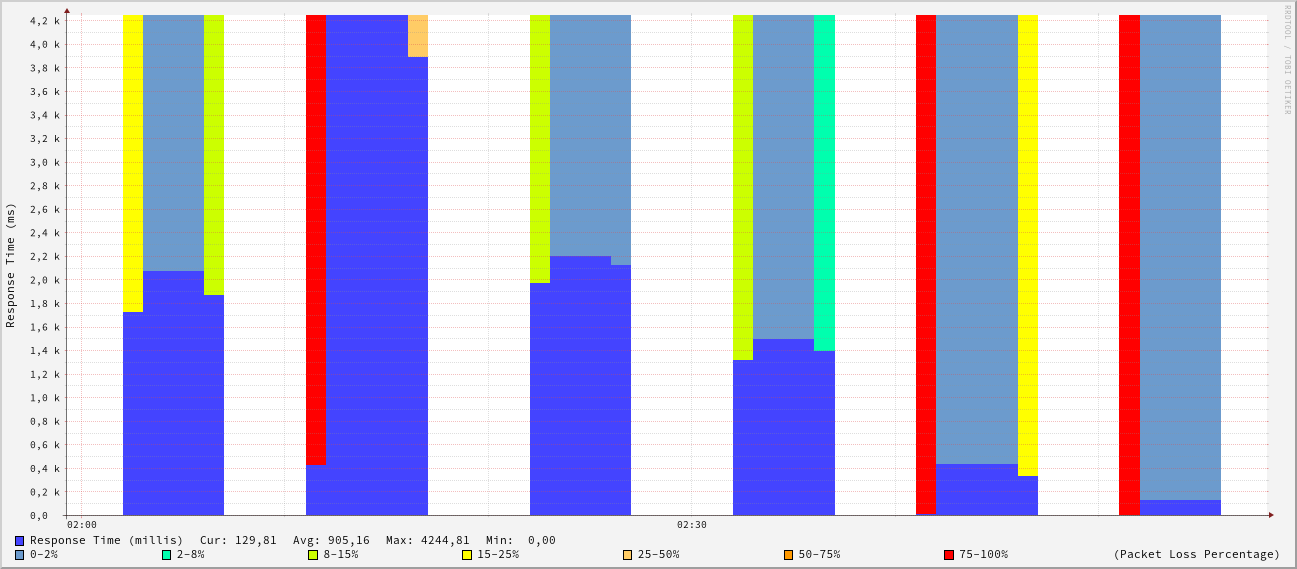 RRDTOOL / TOBI OETIKER
Response Time (ms)
4,2 k
4,0 k
3,8 k
3,6 k
3,4 k
3,2 k
3,0 k
2,8 k
2,6 k
2,4 k
2,2 k
2,0 k
1,8 k
1,6 k
1,4 k
1,2 k
1,0 k
0,8 k
0,6 k
0,4 k
0,2 k
0,0
02:00 02:30
Response Time (millis) Cur: 129,81 Avg: 905,16 Max: 4244,81 Min: 0,00
0-2% 2-8% 8-15% 15-25% 25-50% 50-75% 75-100% (Packet Loss Percentage)